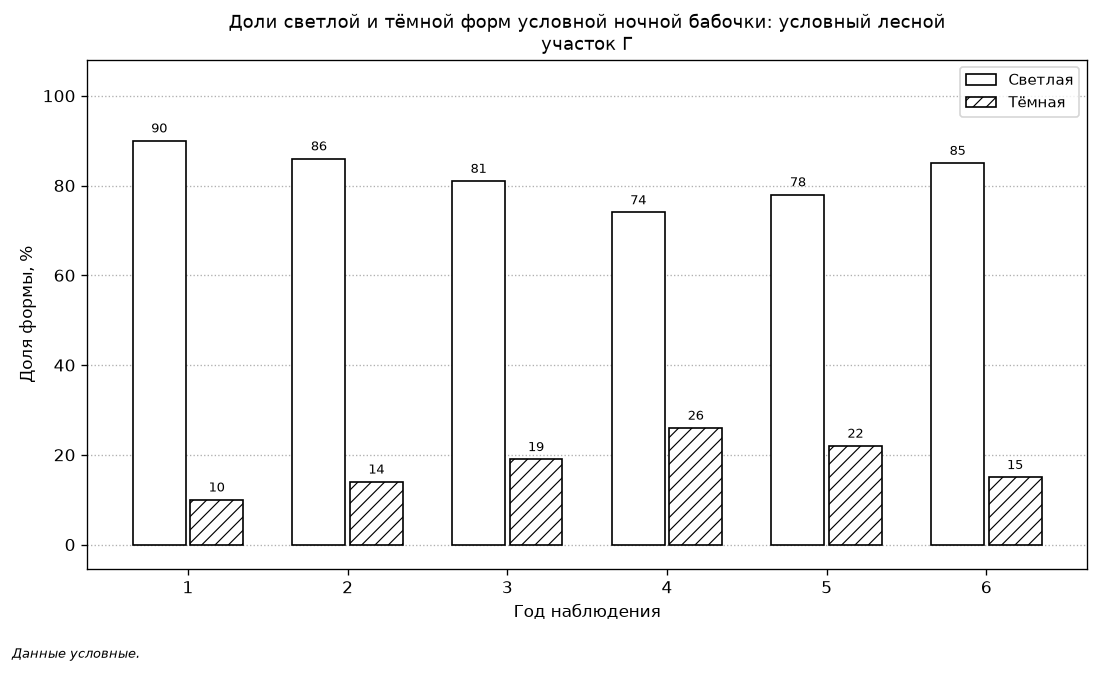 Доли светлой и тёмной форм условной ночной бабочки: условный лесной
участок Г
Светлая
Тёмная
Доля формы, %
100
80
60
40
20
0
90
10
86
14
81
19
74
26
78
22
85
15
1 2 3 4 5 6
Год наблюдения
Данные условные.